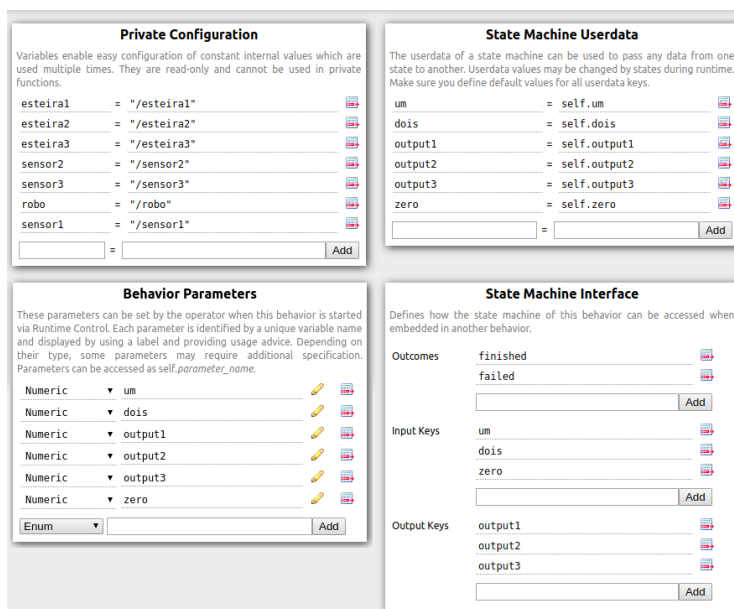 Private Configuration
Variables enable easy configuration of constant internal values which are
used multiple times. They are read-only and cannot be used in private
functions.
esteira1 = "/esteira1"
esteira2 = "/esteira2"
esteira3 = "/esteira3"
sensor2 = "/sensor2"
sensor3 = "/sensor3"
robo = "/robo"
sensor1 = "/sensor1"
= Add
State Machine Userdata
The userdata of a state machine can be used to pass any data from one
state to another. Userdata values may be changed by states during runtime.
Make sure you define default values for all userdata keys.
um = self.um
dois = self.dois
output1 = self.output1
output2 = self.output2
output3 = self.output3
zero = self.zero
= Add
Behavior Parameters
These parameters can be set by the operator when this behavior is started
via Runtime Control. Each parameter is identified by a unique variable name
and displayed by using a label and providing usage advice. Depending on
their type, some parameters may require additional specification.
Parameters can be accessed as self.parameter_name.
Numeric um
Numeric dois
Numeric output1
Numeric output2
Numeric output3
Numeric zero
Enum Add
State Machine Interface
Defines how the state machine of this behavior can be accessed when
embedded in another behavior.
Outcomes finished
failed
Add
Input Keys um
dois
zero
Add
Output Keys output1
output2
output3
Add